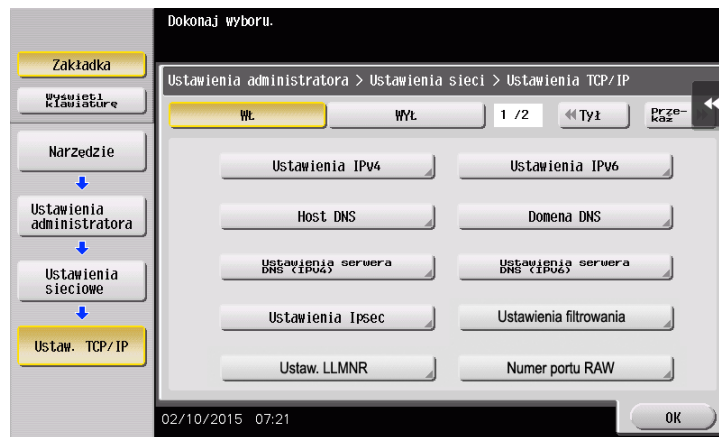 Dokonaj wyboru.
Zakładka
Wyświetl
klawiaturę
Ustawienia administratora > Ustawienia sieci > Ustawienia TCP/IP
WŁ
WYŁ
1 /2
Tył
Prze-
każ
Narzędzie
Ustawienia IPv4
Ustawienia IPv6
Ustawienia
administratora
Host DNS
Domena DNS
Ustawienia serwera
DNS (IPv4)
Ustawienia serwera
DNS (IPv6)
Ustawienia
sieciowe
Ustawienia Ipsec
Ustawienia filtrowania
Ustaw. TCP/IP
Ustaw. LLMNR
Numer portu RAW
02/10/2015 07:21
OK